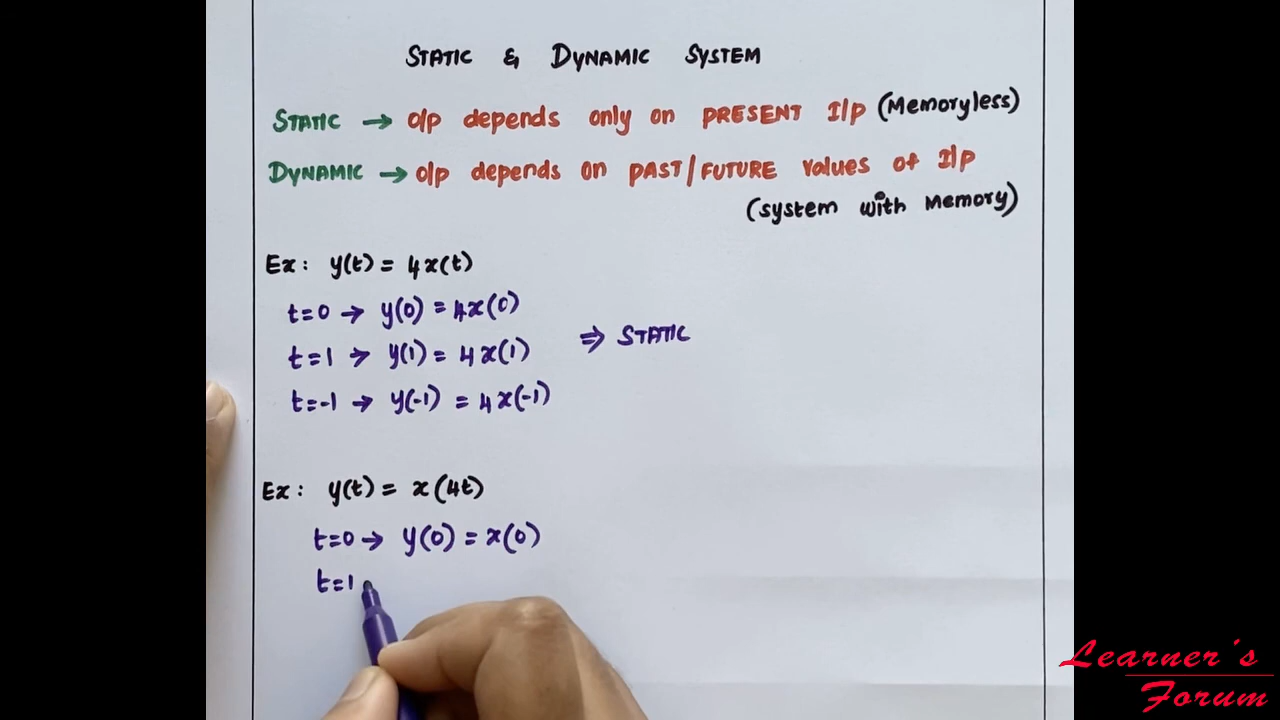 STATIC & DYNAMIC SYSTEM
STATIC → o/p depends only on PRESENT I/p (Memoryless)
DYNAMIC → o/p depends on PAST/FUTURE values of I/p
(system with Memory)
Ex: y(t) = 4x(t)
t=0 → y(0) = 4x(0)
t=1 → y(1) = 4x(1) ⇒ STATIC
t=-1 → y(-1) = 4x(-1)
Ex: y(t) = x(4t)
t=0 → y(0) = x(0)
t=1
Learner's
Forum